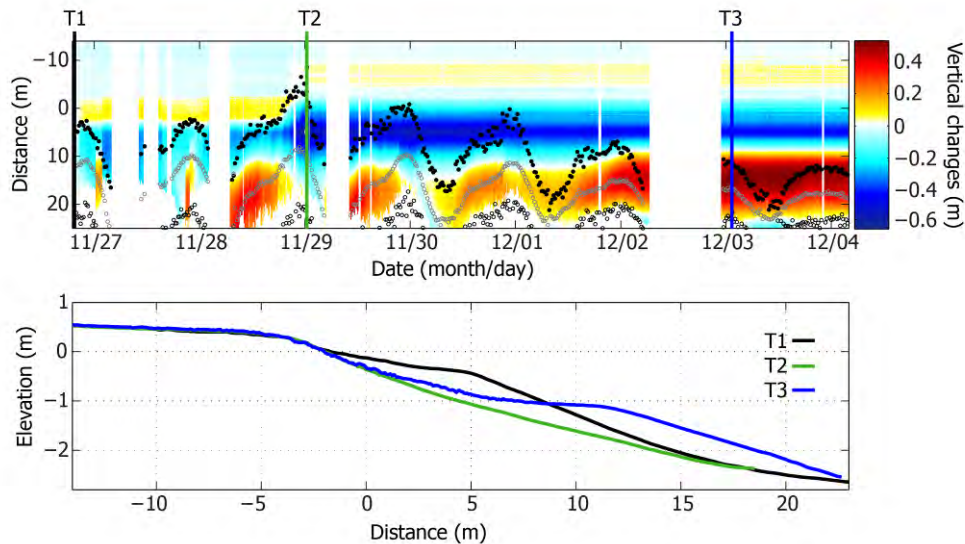 T1 T2 T3
−10
0
10
20
Distance (m)
11/27 11/28 11/29 11/30 12/01 12/02 12/03 12/04
Date (month/day)
0.4
0.2
0
−0.2
−0.4
−0.6
Vertical changes (m)
1
0
−1
−2
Elevation (m)
T1
T2
T3
−10 −5 0 5 10 15 20
Distance (m)